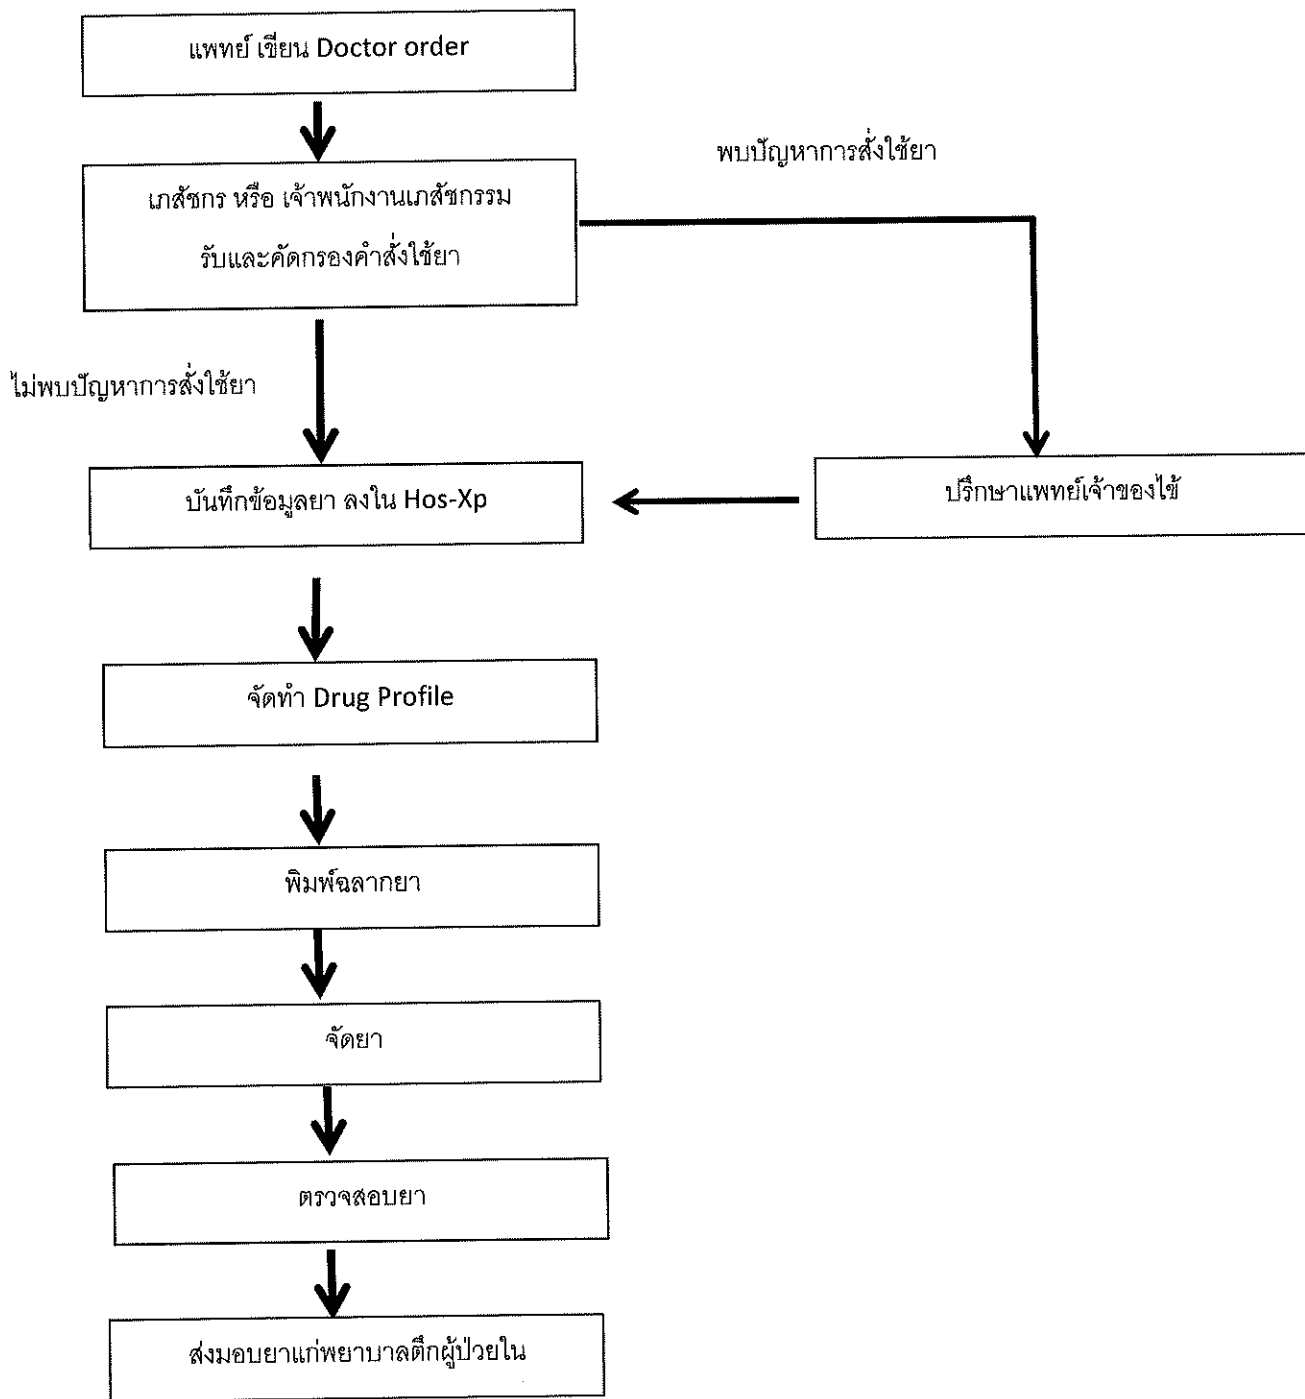 แพทย์ เขียน Doctor order
พบปัญหาการสั่งใช้ยา
เภสัชกร หรือ เจ้าพนักงานเภสัชกรรม
รับและคัดกรองคำสั่งใช้ยา
ไม่พบปัญหาการสั่งใช้ยา
บันทึกข้อมูลยา ลงใน Hos-Xp
ปรึกษาแพทย์เจ้าของไข้
จัดทำ Drug Profile
พิมพ์ฉลากยา
จัดยา
ตรวจสอบยา
ส่งมอบยาแก่พยาบาลตึกผู้ป่วยใน